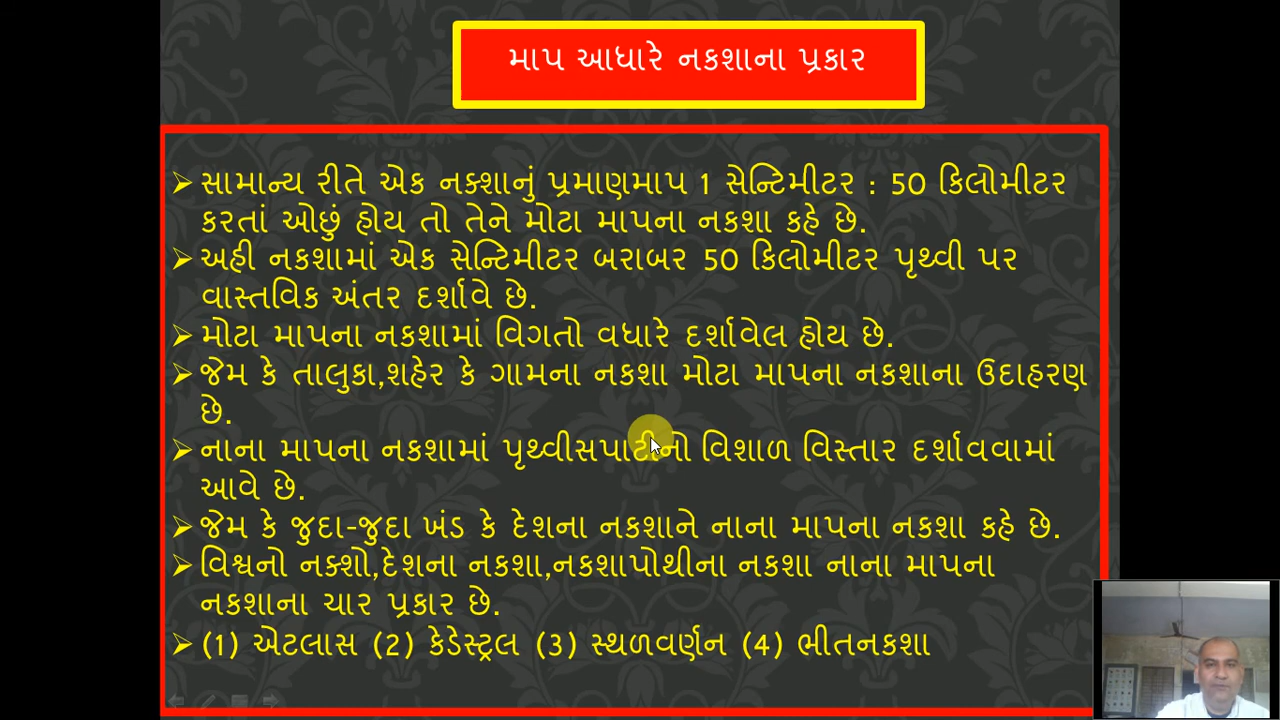 માપ આધારે નકશાના પ્રકાર
➢ સામાન્ય રીતે એક નક્શાનું પ્રમાણમાપ 1 સેન્ટિમીટર : 50 કિલોમીટર
કરતાં ઓછું હોય તો તેને મોટા માપના નકશા કહે છે.
➢ અહી નકશામાં એક સેન્ટિમીટર બરાબર 50 કિલોમીટર પૃથ્વી પર
વાસ્તવિક અંતર દર્શાવે છે.
➢ મોટા માપના નકશામાં વિગતો વધારે દર્શાવેલ હોય છે.
➢ જેમ કે તાલુકા,શહેર કે ગામના નકશા મોટા માપના નકશાના ઉદાહરણ
છે.
➢ નાના માપના નકશામાં પૃથ્વીસપાટીનો વિશાળ વિસ્તાર દર્શાવવામાં
આવે છે.
➢ જેમ કે જુદા-જુદા ખંડ કે દેશના નકશાને નાના માપના નકશા કહે છે.
➢ વિશ્વનો નક્શો,દેશના નકશા,નકશાપોથીના નકશા નાના માપના
નકશાના ચાર પ્રકાર છે.
➢ (1) એટલાસ (2) કેડેસ્ટ્રલ (3) સ્થળવર્ણન (4) ભીતનકશા